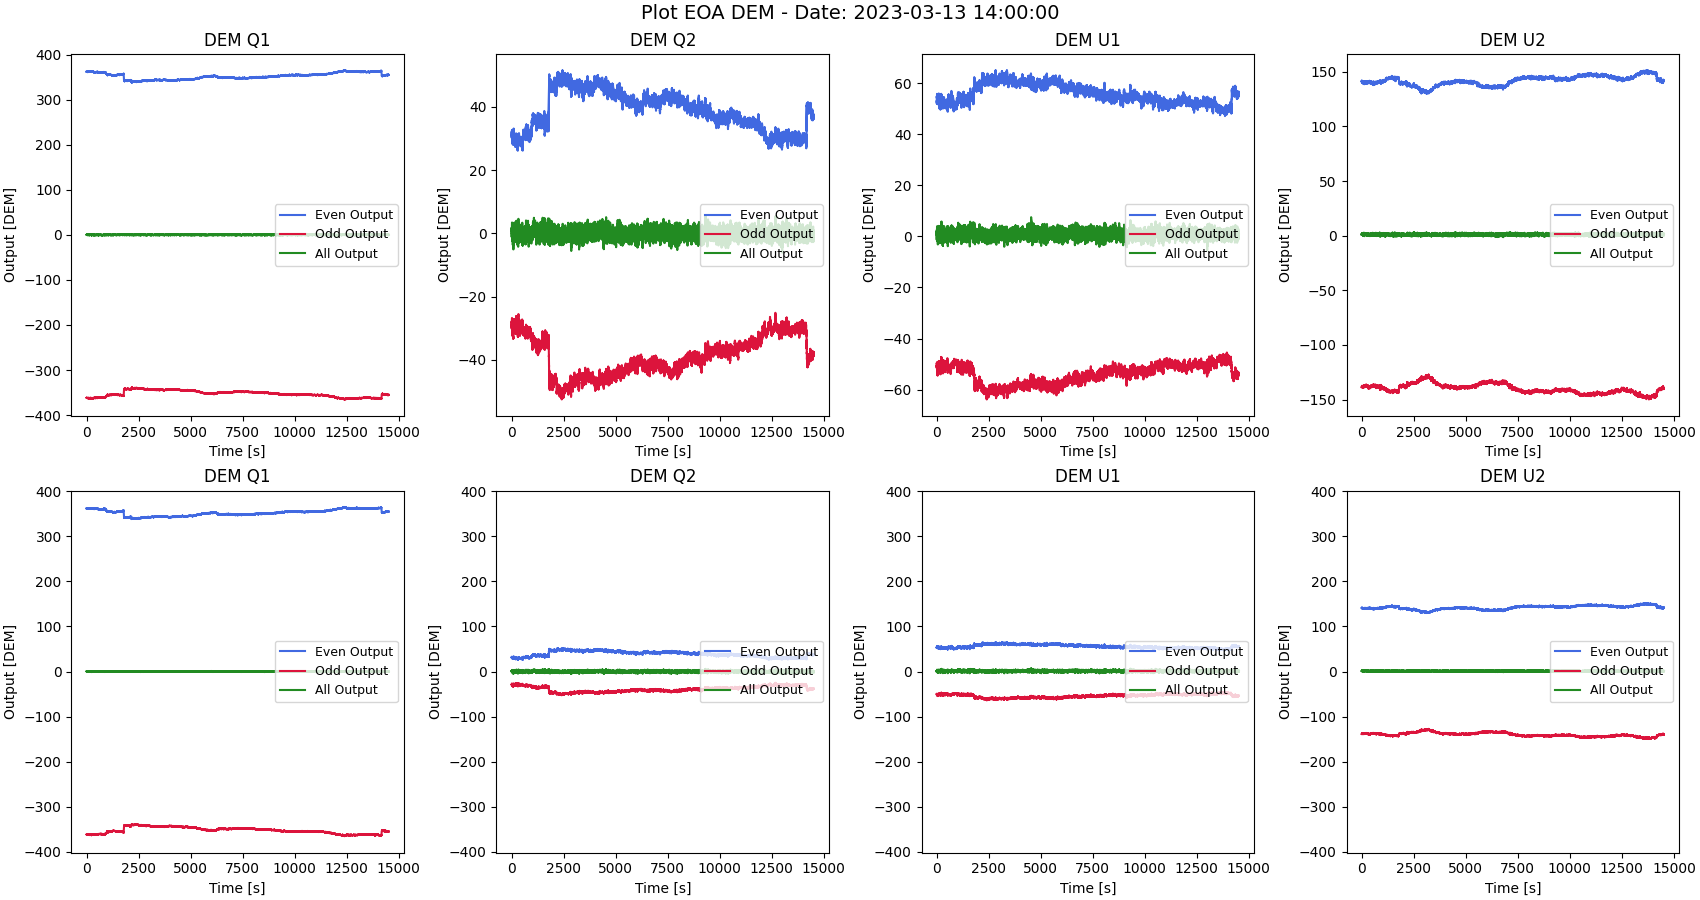 Plot EOA DEM - Date: 2023-03-13 14:00:00
DEM Q1
Output [DEM]
400
300
200
100
0
−100
−200
−300
−400
Even Output
Odd Output
All Output
0 2500 5000 7500 10000 12500 15000
Time [s]
DEM Q2
Output [DEM]
40
20
0
−20
−40
Even Output
Odd Output
All Output
0 2500 5000 7500 10000 12500 15000
Time [s]
DEM U1
Output [DEM]
60
40
20
0
−20
−40
−60
Even Output
Odd Output
All Output
0 2500 5000 7500 10000 12500 15000
Time [s]
DEM U2
Output [DEM]
150
100
50
0
−50
−100
−150
Even Output
Odd Output
All Output
0 2500 5000 7500 10000 12500 15000
Time [s]
DEM Q1
Output [DEM]
400
300
200
100
0
−100
−200
−300
−400
Even Output
Odd Output
All Output
0 2500 5000 7500 10000 12500 15000
Time [s]
DEM Q2
Output [DEM]
400
300
200
100
0
−100
−200
−300
−400
Even Output
Odd Output
All Output
0 2500 5000 7500 10000 12500 15000
Time [s]
DEM U1
Output [DEM]
400
300
200
100
0
−100
−200
−300
−400
Even Output
Odd Output
All Output
0 2500 5000 7500 10000 12500 15000
Time [s]
DEM U2
Output [DEM]
400
300
200
100
0
−100
−200
−300
−400
Even Output
Odd Output
All Output
0 2500 5000 7500 10000 12500 15000
Time [s]